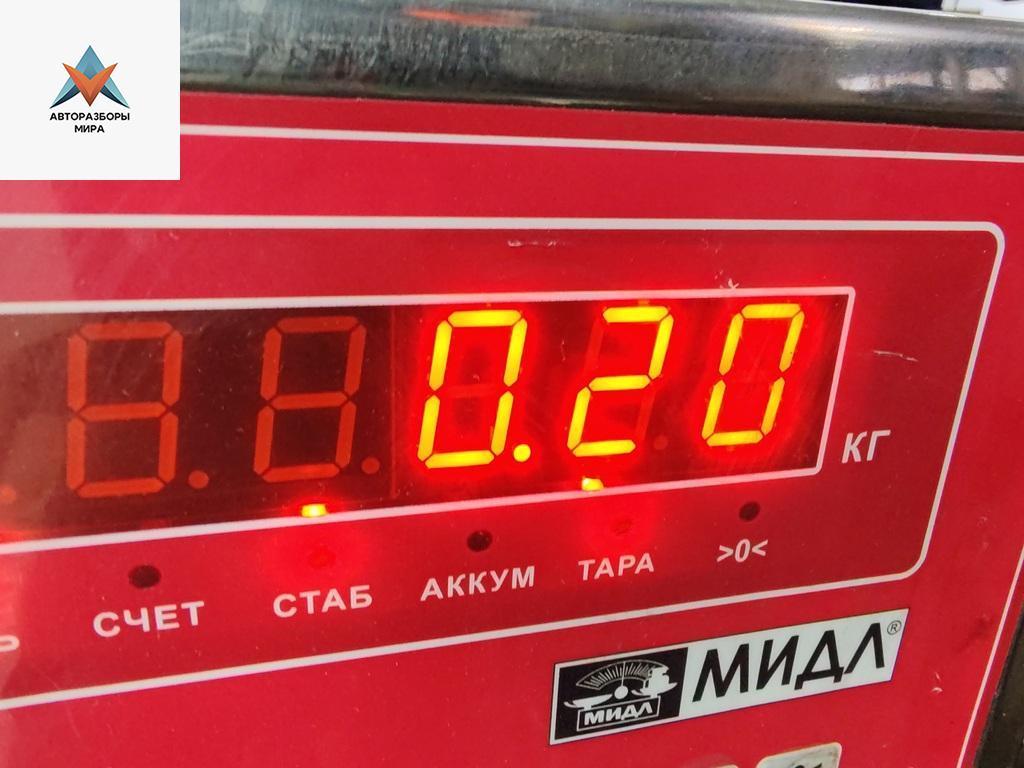 АВТОРАЗБОРЫ
МИРА
0.20
КГ
СЧЕТ СТАБ АККУМ ТАРА >0<
МИДЛ МИДЛ®